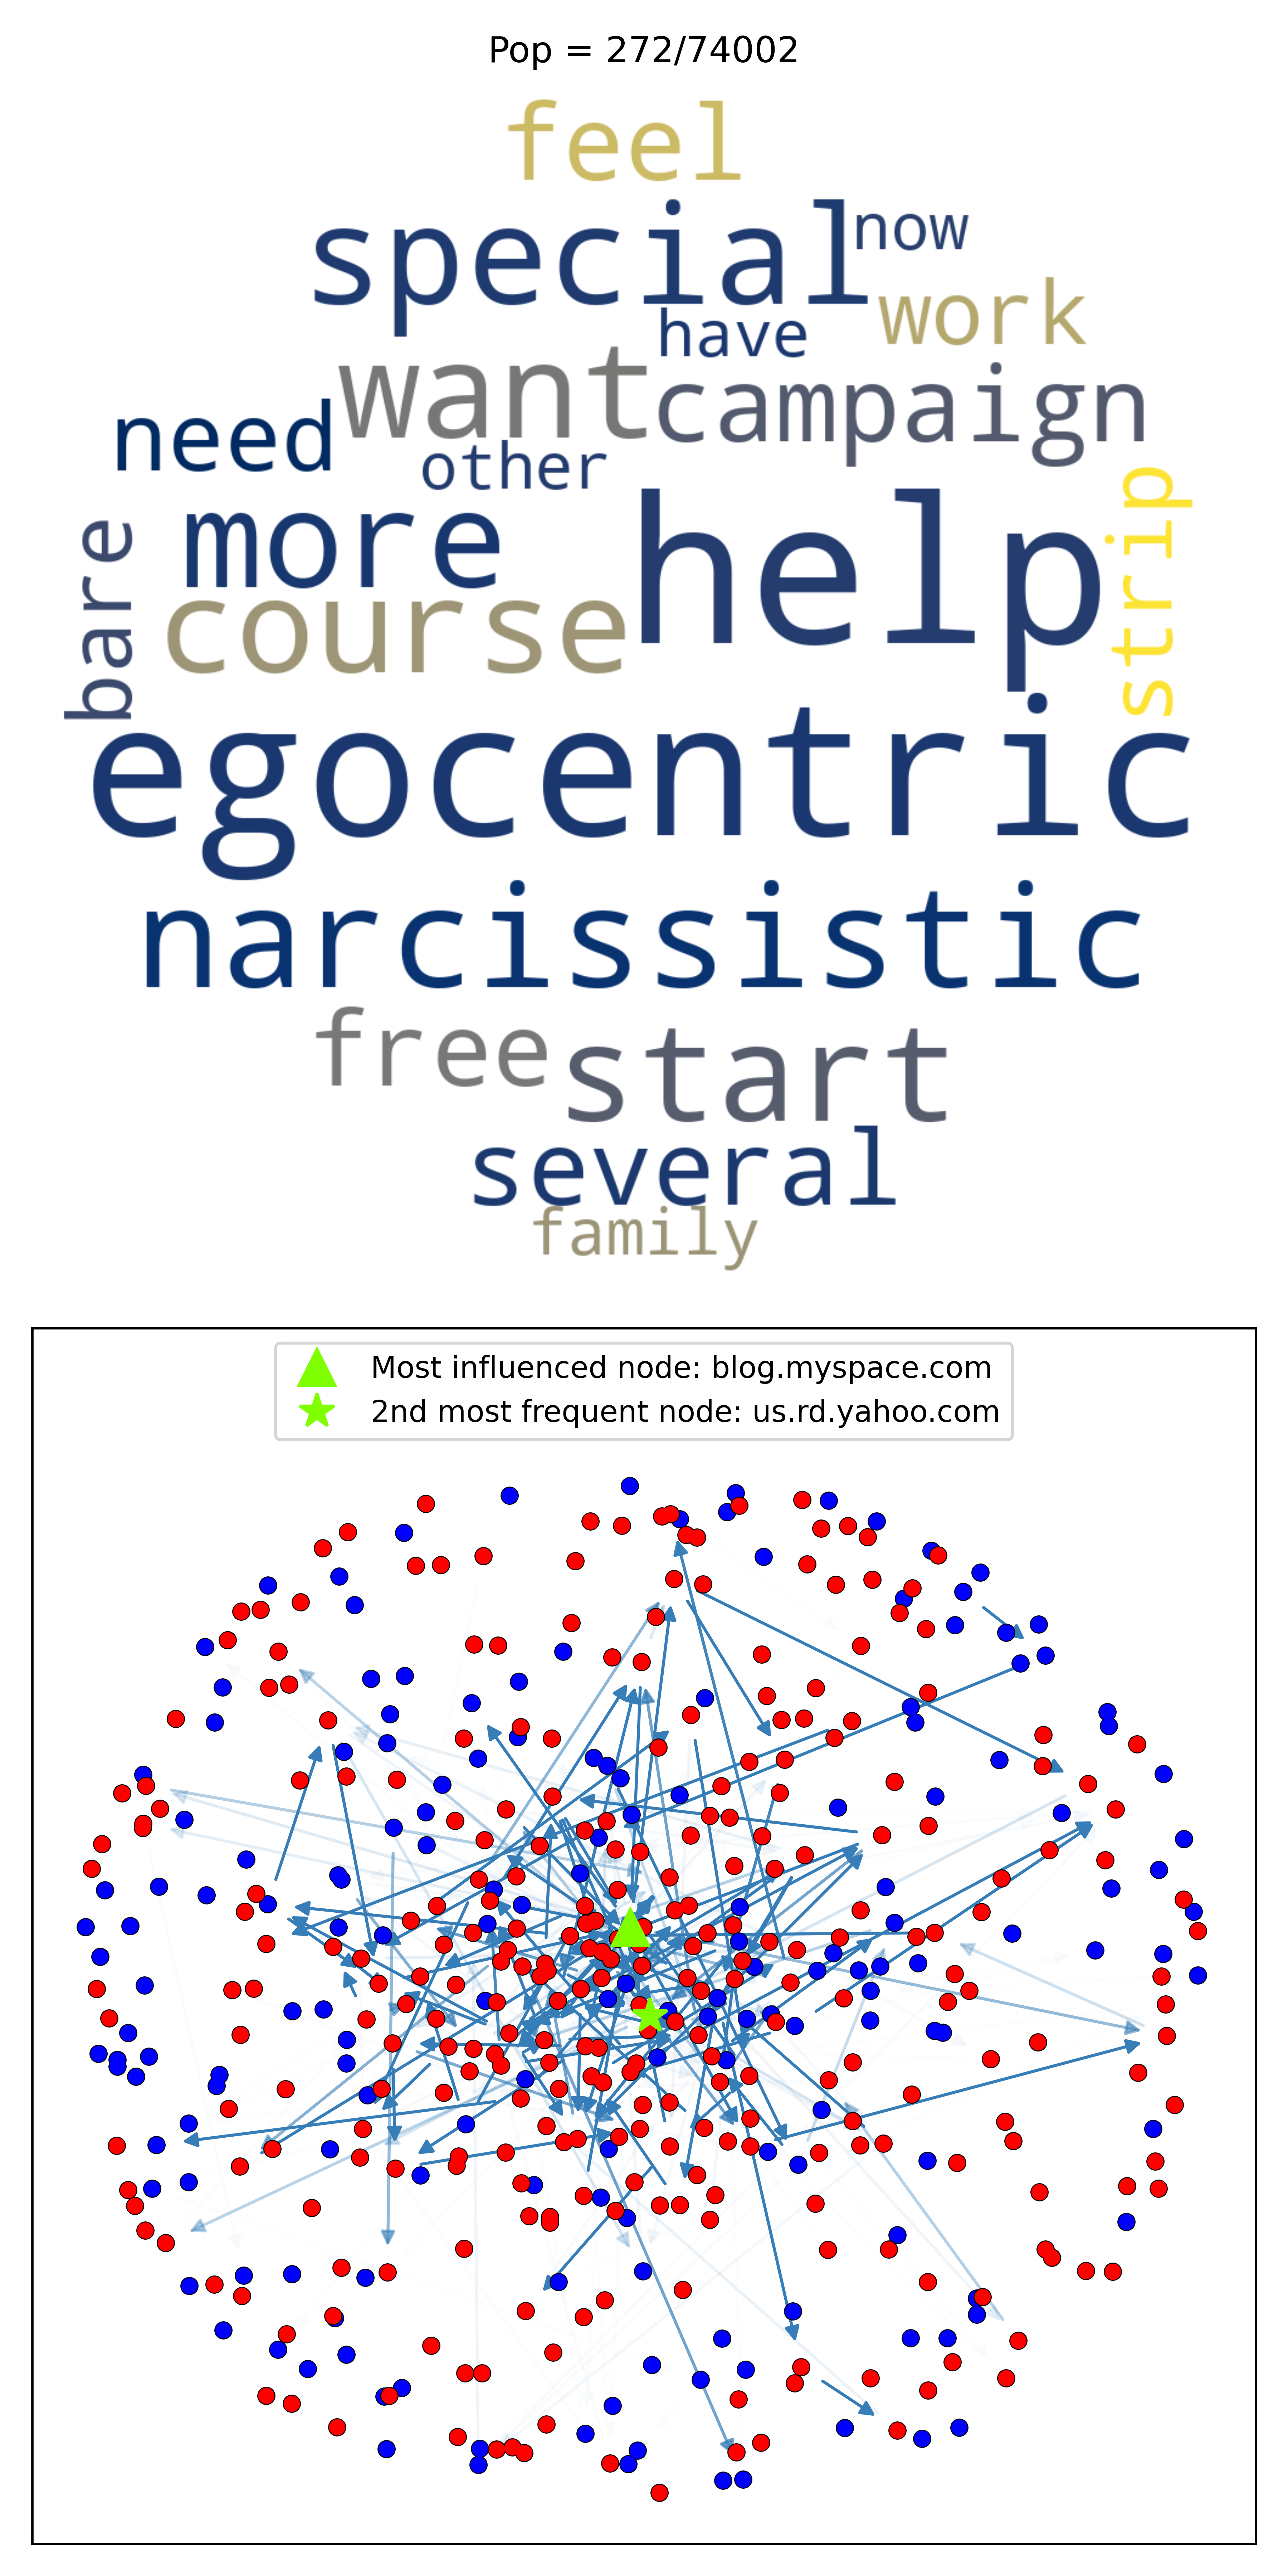 Pop = 272/74002
feel
special
now
have
work
want
campaign
need
other
more
help
strip
bare
course
egocentric
narcissistic
free
start
several
family
Most influenced node: blog.myspace.com
2nd most frequent node: us.rd.yahoo.com